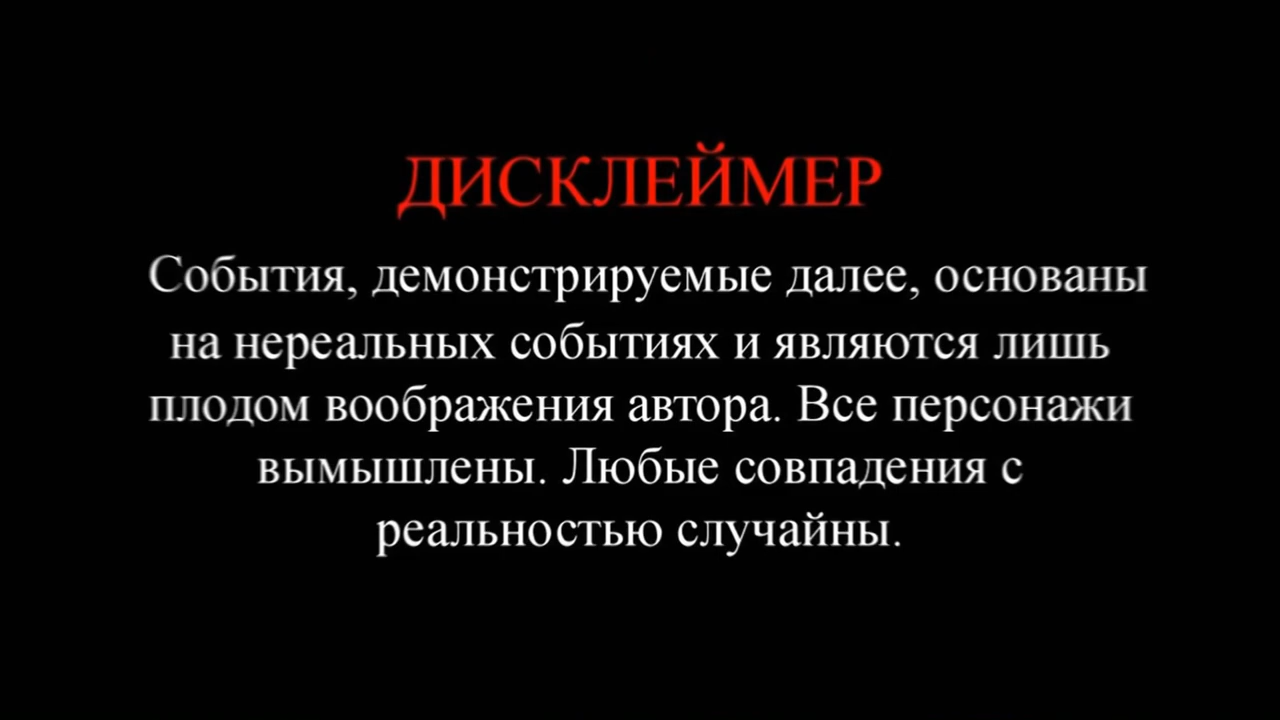 ДИСКЛЕЙМЕР
События, демонстрируемые далее, основаны
на нереальных событиях и являются лишь
плодом воображения автора. Все персонажи
вымышлены. Любые совпадения с
реальностью случайны.